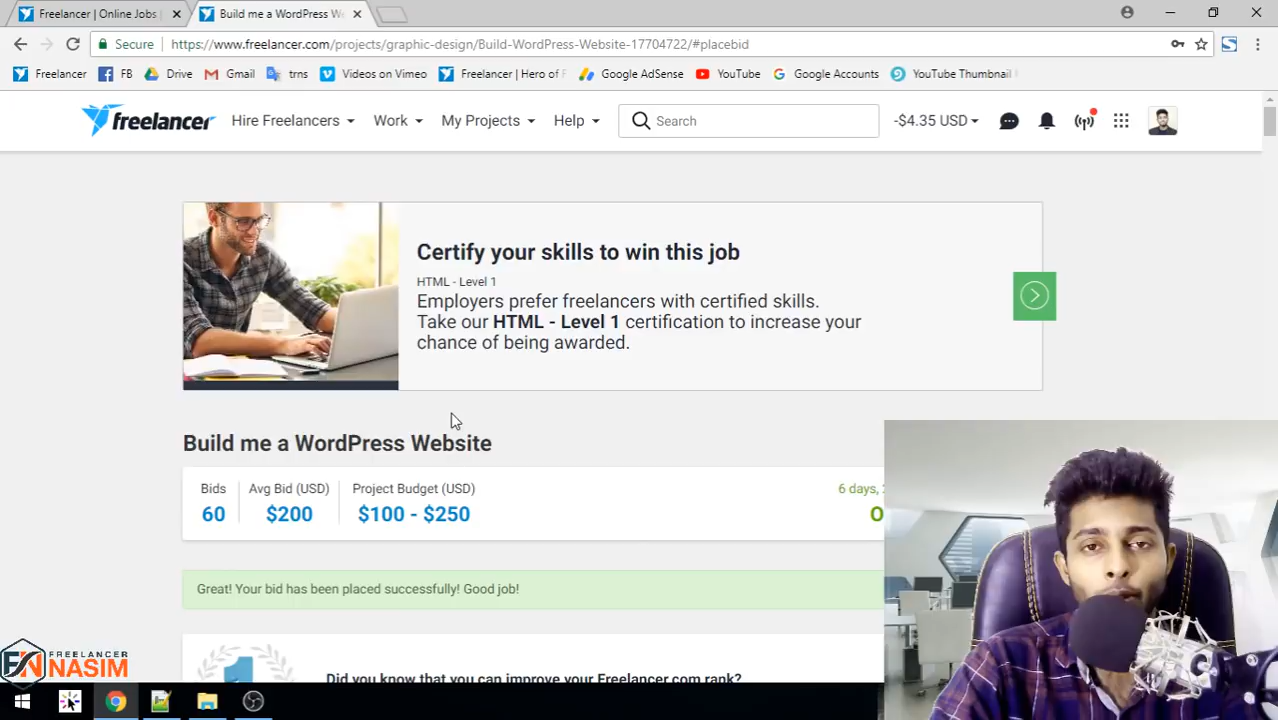 Freelancer | Online Jobs
Build me a WordPress We
Secure
https://www.freelancer.com/projects/graphic-design/Build-WordPress-Website-17704722/#placebid
Freelancer
FB
Drive
Gmail
trns
Videos on Vimeo
Freelancer | Hero of F
Google AdSense
YouTube
Google Accounts
YouTube Thumbnail
freelancer
Hire Freelancers
Work
My Projects
Help
Search
-$4.35 USD
Certify your skills to win this job
HTML - Level 1
Employers prefer freelancers with certified skills.
Take our HTML - Level 1 certification to increase your
chance of being awarded.
Build me a WordPress Website
Bids
Avg Bid (USD)
Project Budget (USD)
6 days,
60
$200
$100 - $250
O
Great! Your bid has been placed successfully! Good job!
1
Did you know that you can improve your Freelancer.com rank?
FN
FREELANCER
NASIM